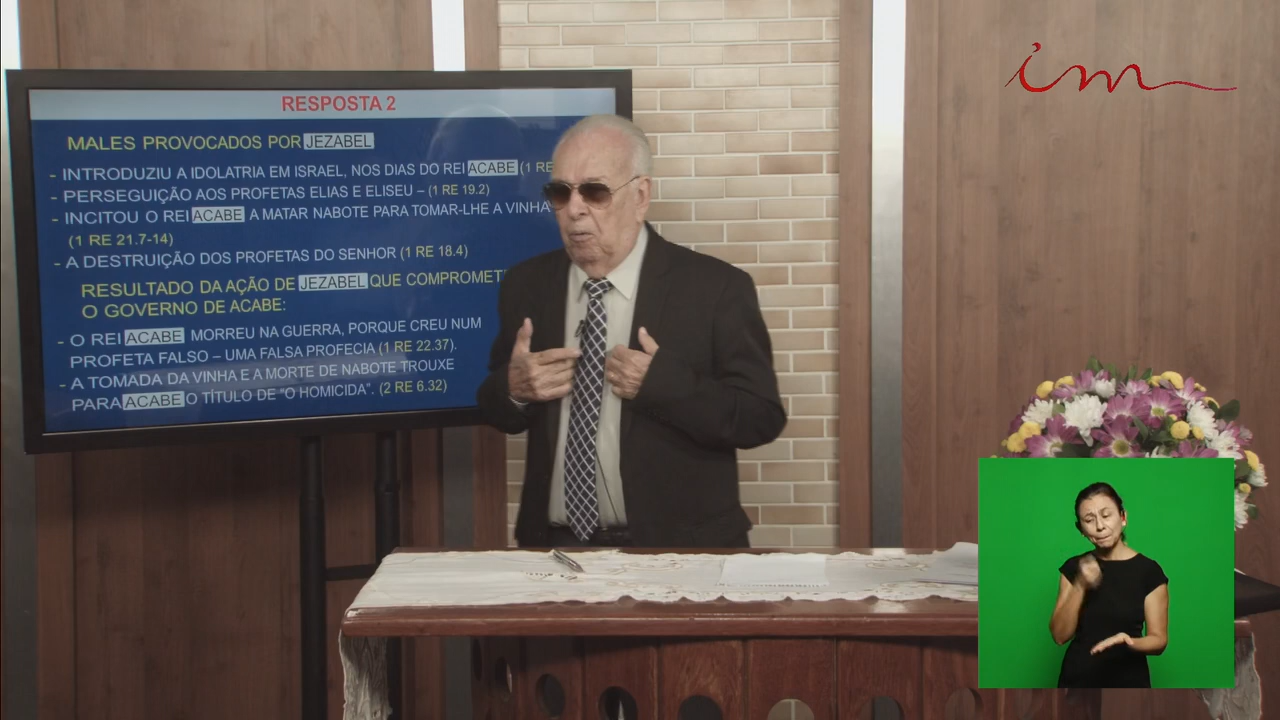 im
RESPOSTA 2
MALES PROVOCADOS POR JEZABEL
- INTRODUZIU A IDOLATRIA EM ISRAEL, NOS DIAS DO REI ACABE (1 RE
- PERSEGUIÇÃO AOS PROFETAS ELIAS E ELISEU – (1 RE 19.2)
- INCITOU O REI ACABE A MATAR NABOTE PARA TOMAR-LHE A VINHA
(1 RE 21.7-14)
- A DESTRUIÇÃO DOS PROFETAS DO SENHOR (1 RE 18.4)
RESULTADO DA AÇÃO DE JEZABEL QUE COMPROMETE
O GOVERNO DE ACABE:
- O REI ACABE MORREU NA GUERRA, PORQUE CREU NUM
PROFETA FALSO – UMA FALSA PROFECIA (1 RE 22.37).
- A TOMADA DA VINHA E A MORTE DE NABOTE TROUXE
PARA ACABE O TÍTULO DE "O HOMICIDA". (2 RE 6.32)